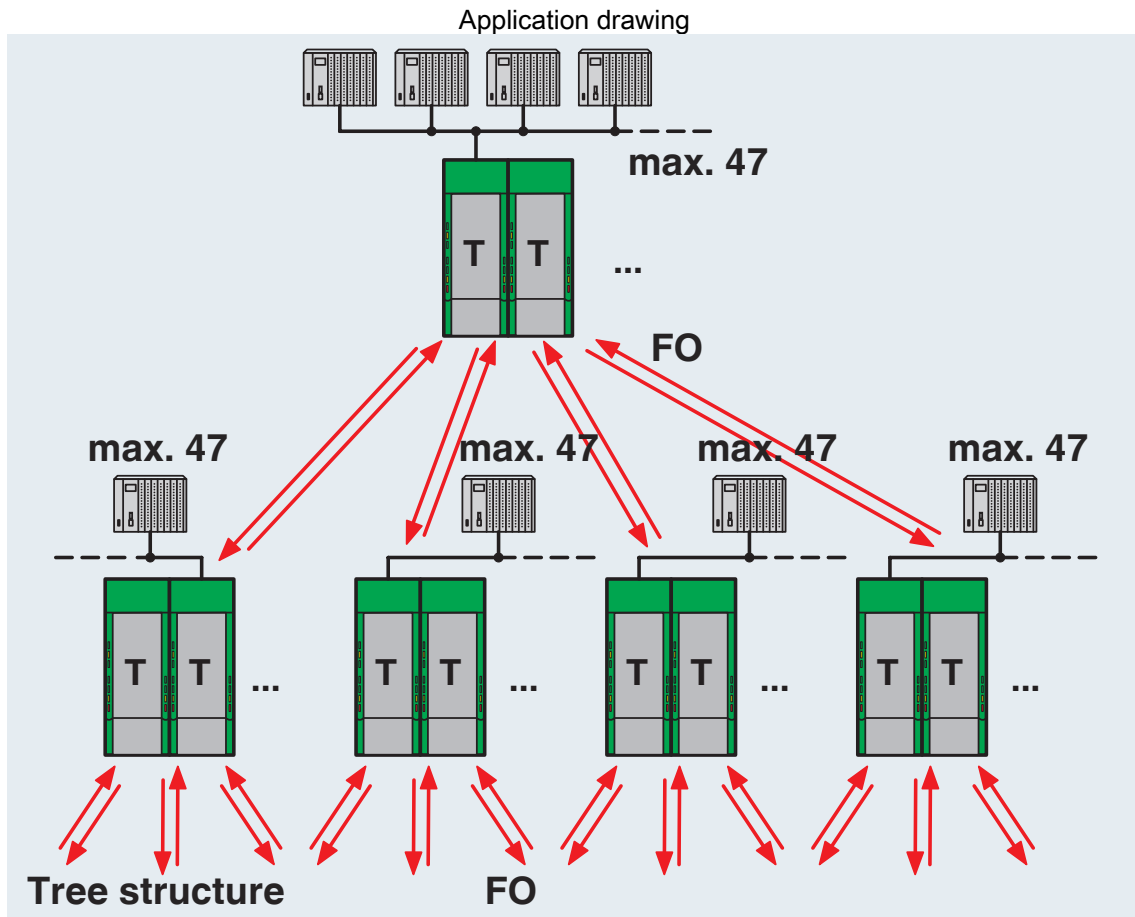 Application drawing
max. 47
T T ...
FO
max. 47 max. 47 max. 47 max. 47
T T ... T T ... T T ... T T ...
Tree structure FO